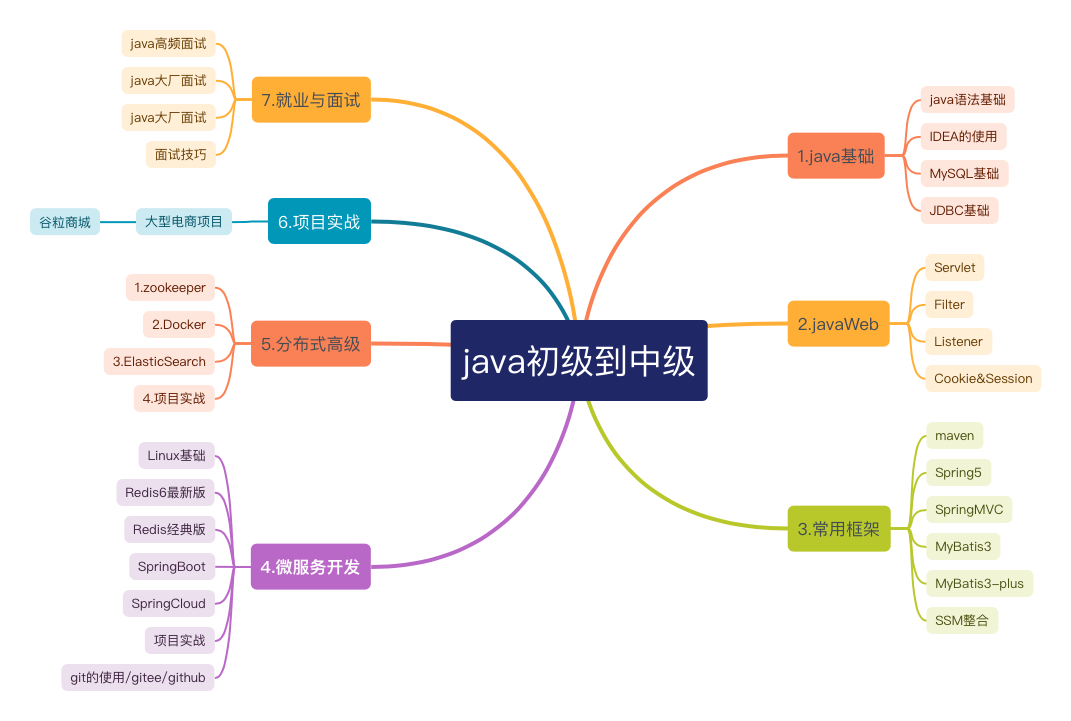 java初级到中级
1.java基础
java语法基础
IDEA的使用
MySQL基础
JDBC基础
2.javaWeb
Servlet
Filter
Listener
Cookie&Session
3.常用框架
maven
Spring5
SpringMVC
MyBatis3
MyBatis3-plus
SSM整合
4.微服务开发
Linux基础
Redis6最新版
Redis经典版
SpringBoot
SpringCloud
项目实战
git的使用/gitee/github
5.分布式高级
1.zookeeper
2.Docker
3.ElasticSearch
4.项目实战
6.项目实战
大型电商项目
谷粒商城
7.就业与面试
java高频面试
java大厂面试
java大厂面试
面试技巧